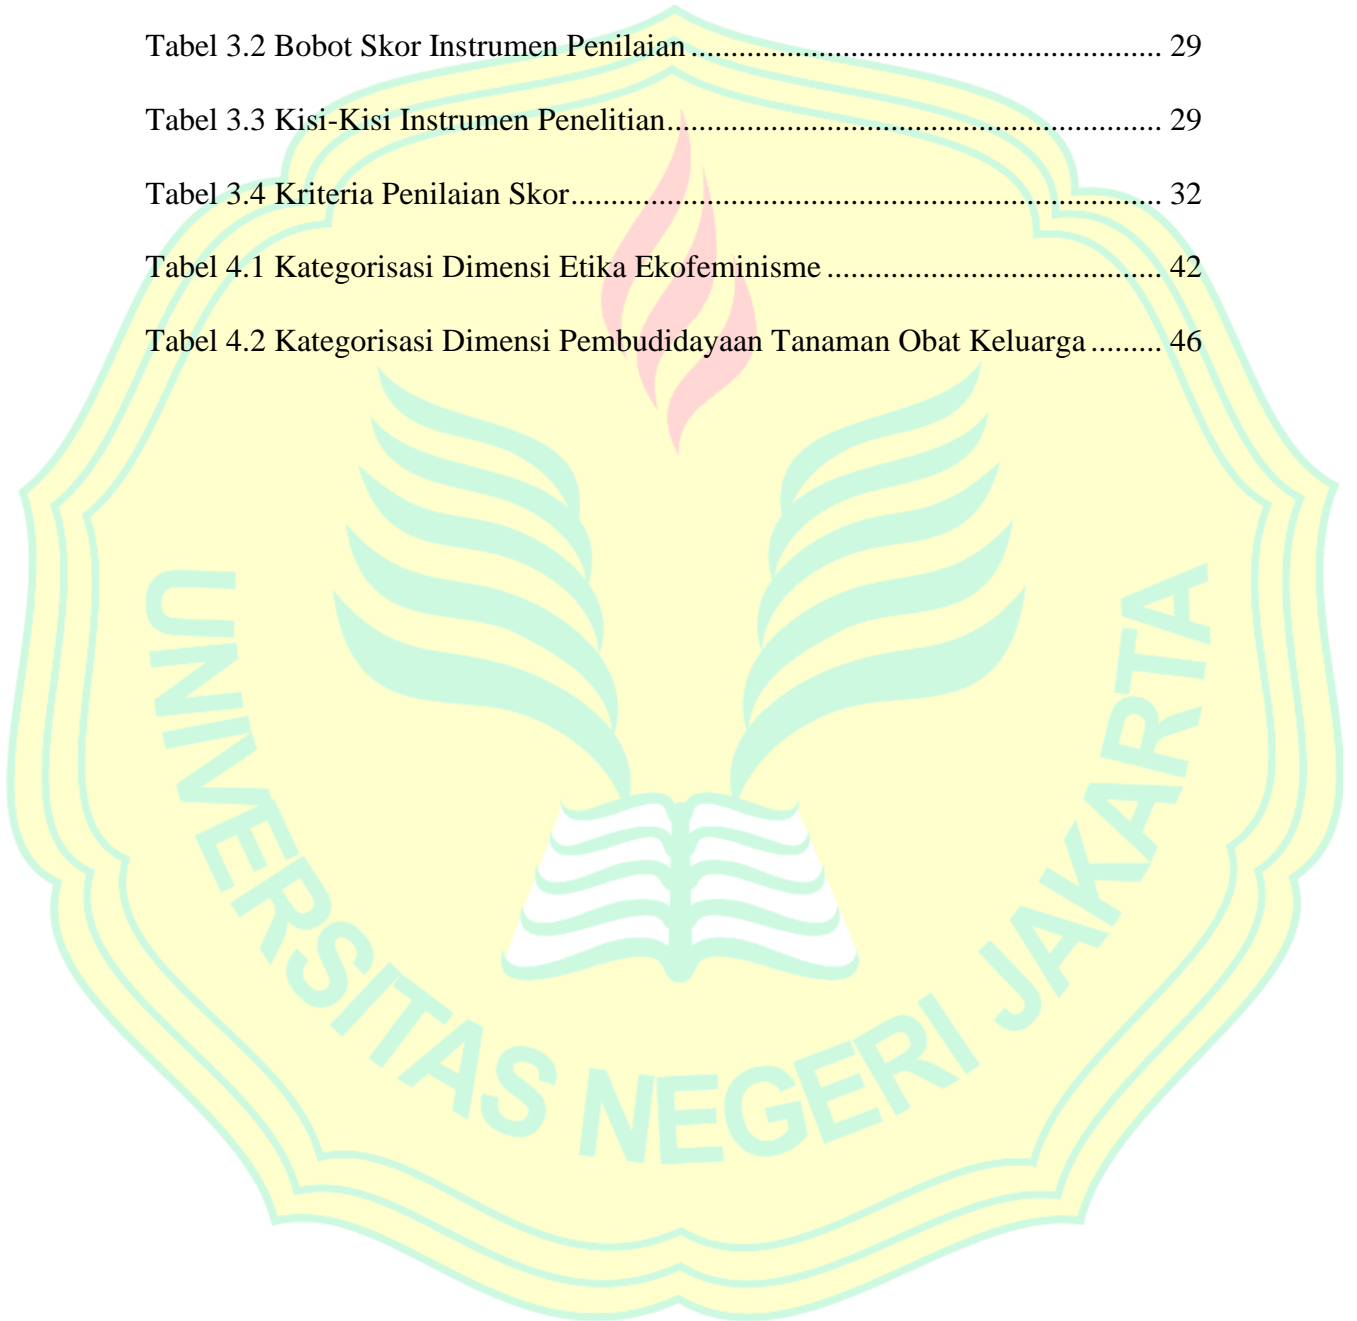 Tabel 3.2 Bobot Skor Instrumen Penilaian ............................................................ 29
Tabel 3.3 Kisi-Kisi Instrumen Penelitian............................................................... 29
Tabel 3.4 Kriteria Penilaian Skor........................................................................... 32
Tabel 4.1 Kategorisasi Dimensi Etika Ekofeminisme .......................................... 42
Tabel 4.2 Kategorisasi Dimensi Pembudidayaan Tanaman Obat Keluarga ......... 46
UNIVERSITAS NEGERI JAKARTA